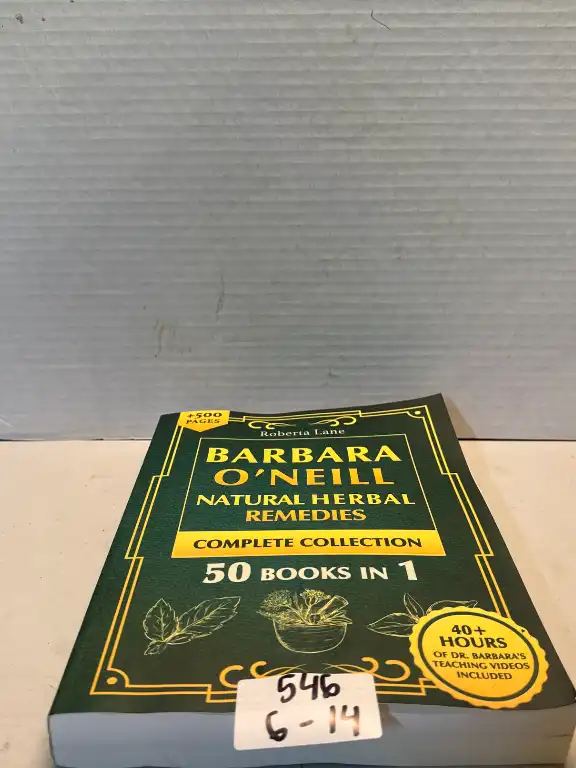 +500
PAGES
Roberta Lane
BARBARA
O'NEILL
NATURAL HERBAL
REMEDIES
COMPLETE COLLECTION
50 BOOKS IN 1
40+
HOURS
OF DR. BARBARA'S
TEACHING VIDEOS
INCLUDED
546
6-14